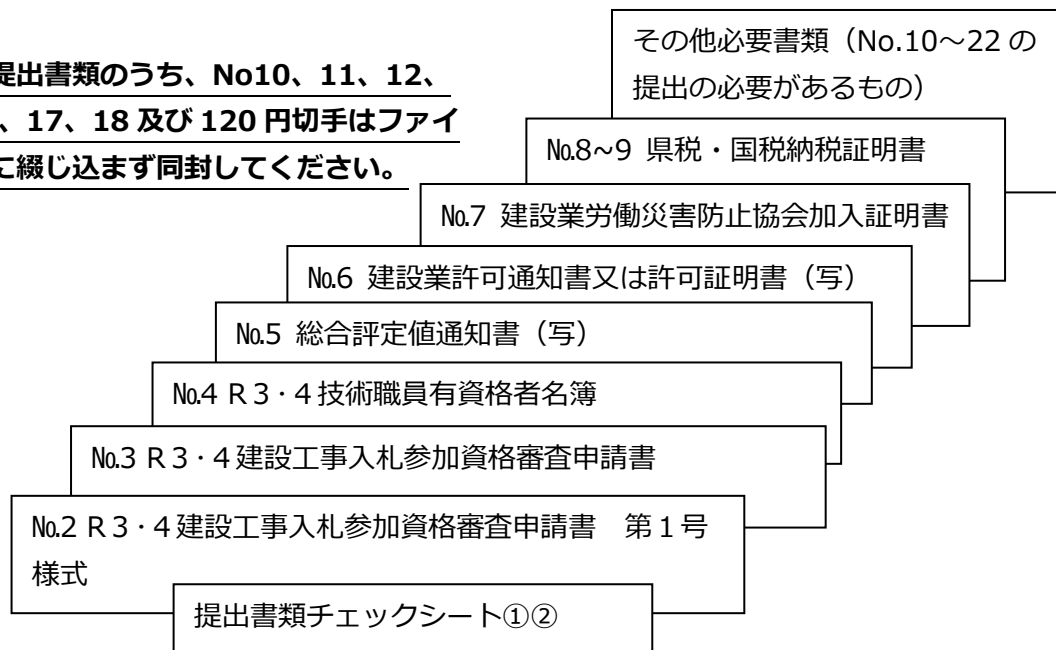 その他必要書類（No.10～22 の
提出の必要があるもの）
提出書類のうち、No10、11、12、
、17、18 及び 120 円切手はファイ
に綴じ込まず同封してください。
№8~9 県税・国税納税証明書
№7 建設業労働災害防止協会加入証明書
№6 建設業許可通知書又は許可証明書（写）
№5 総合評定値通知書（写）
№4 R３・４技術職員有資格者名簿
№3 R３・４建設工事入札参加資格審査申請書
№2 R３・４建設工事入札参加資格審査申請書　第１号
様式
提出書類チェックシート①②